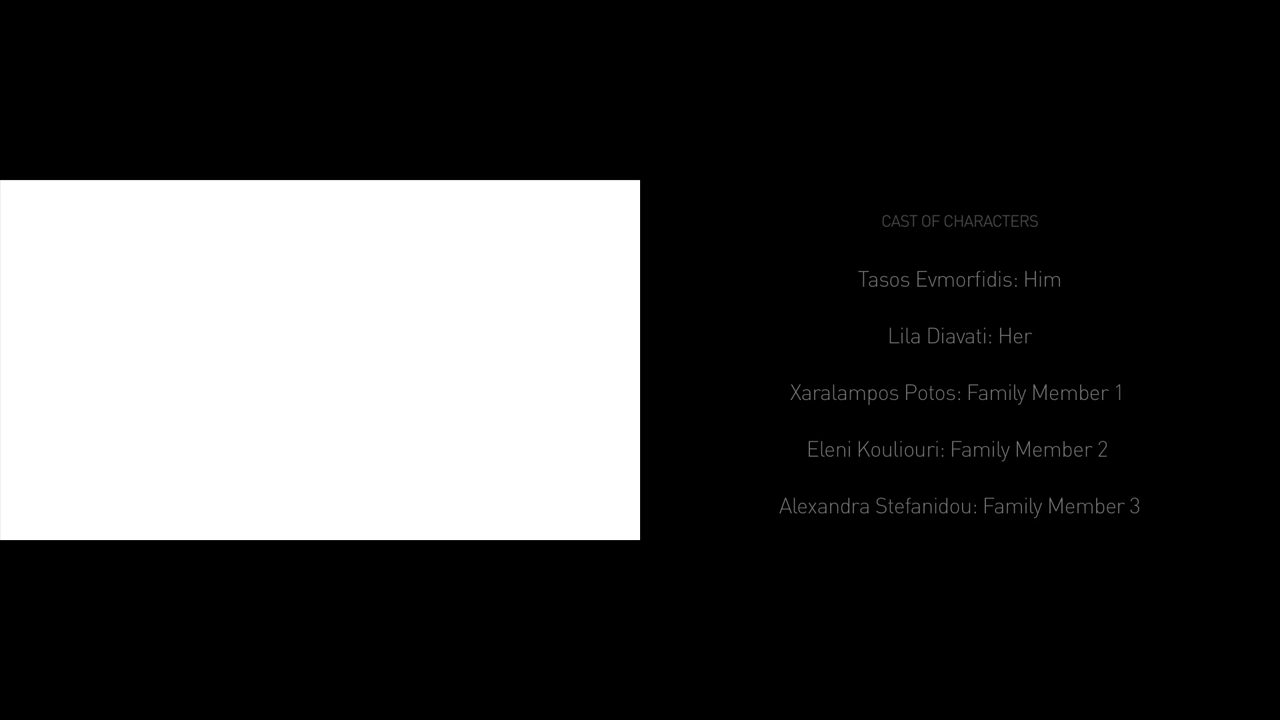 CAST OF CHARACTERS
Tasos Evmorfidis: Him
Lila Diavati: Her
Xaralampos Potos: Family Member 1
Eleni Kouliouri: Family Member 2
Alexandra Stefanidou: Family Member 3